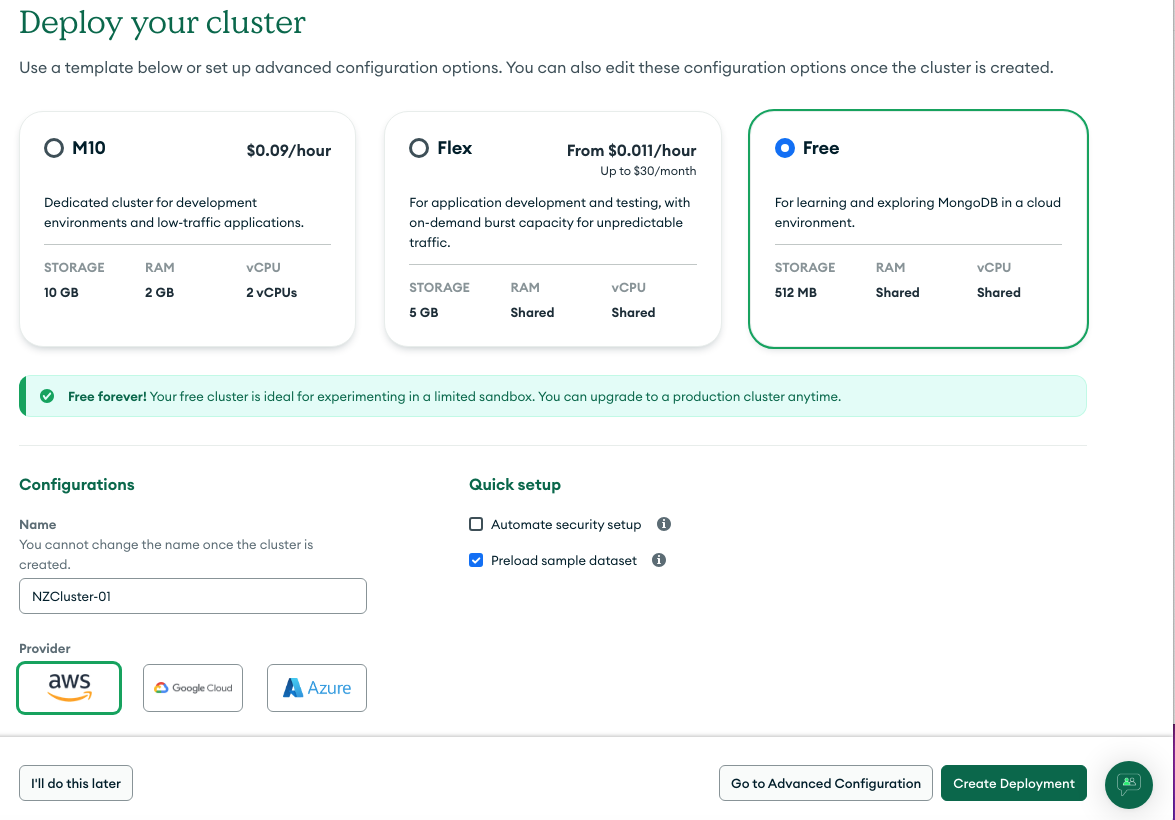 Deploy your cluster
Use a template below or set up advanced configuration options. You can also edit these configuration options once the cluster is created.
M10
$0.09/hour
Dedicated cluster for development
environments and low-traffic applications.
STORAGE RAM vCPU
10 GB 2 GB 2 vCPUs
Flex
From $0.011/hour
Up to $30/month
For application development and testing, with
on-demand burst capacity for unpredictable
traffic.
STORAGE RAM vCPU
5 GB Shared Shared
Free
For learning and exploring MongoDB in a cloud
environment.
STORAGE RAM vCPU
512 MB Shared Shared
Free forever! Your free cluster is ideal for experimenting in a limited sandbox. You can upgrade to a production cluster anytime.
Configurations
Name
You cannot change the name once the cluster is
created.
NZCluster-01
Provider
aws
Google Cloud
Azure
Quick setup
Automate security setup
Preload sample dataset
I'll do this later
Go to Advanced Configuration
Create Deployment